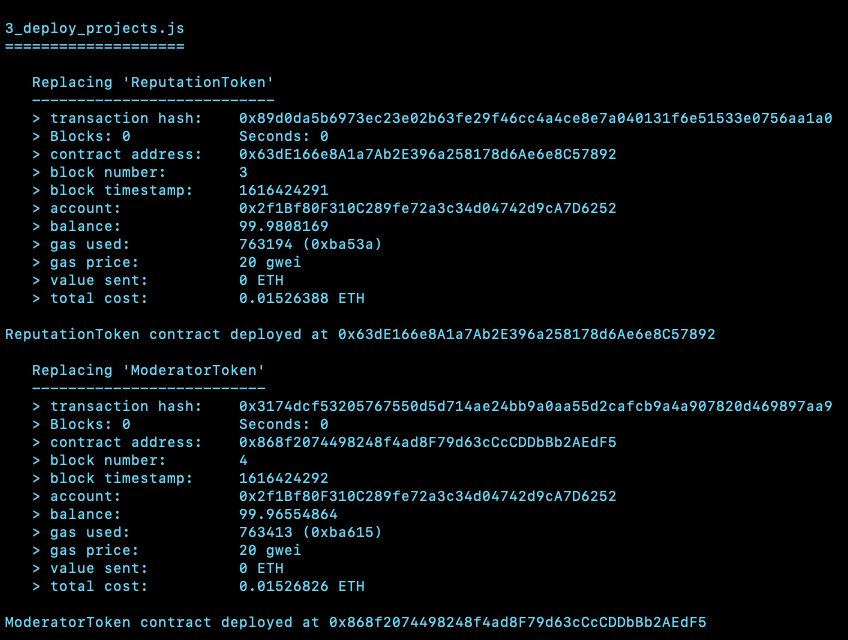 3_deploy_projects.js
====================
Replacing 'ReputationToken'
---------------------------
> transaction hash:    0x89d0da5b6973ec23e02b63fe29f46cc4a4ce8e7a040131f6e51533e0756aa1a0
> Blocks: 0            Seconds: 0
> contract address:    0x63dE166e8A1a7Ab2E396a258178d6Ae6e8C57892
> block number:        3
> block timestamp:     1616424291
> account:             0x2f1Bf80F310C289fe72a3c34d04742d9cA7D6252
> balance:             99.9808169
> gas used:            763194 (0xba53a)
> gas price:           20 gwei
> value sent:          0 ETH
> total cost:          0.01526388 ETH
ReputationToken contract deployed at 0x63dE166e8A1a7Ab2E396a258178d6Ae6e8C57892
Replacing 'ModeratorToken'
--------------------------
> transaction hash:    0x3174dcf53205767550d5d714ae24bb9a0aa55d2cafcb9a4a907820d469897aa9
> Blocks: 0            Seconds: 0
> contract address:    0x868f2074498248f4ad8F79d63cCcCDDbBb2AEdF5
> block number:        4
> block timestamp:     1616424292
> account:             0x2f1Bf80F310C289fe72a3c34d04742d9cA7D6252
> balance:             99.96554864
> gas used:            763413 (0xba615)
> gas price:           20 gwei
> value sent:          0 ETH
> total cost:          0.01526826 ETH
ModeratorToken contract deployed at 0x868f2074498248f4ad8F79d63cCcCDDbBb2AEdF5